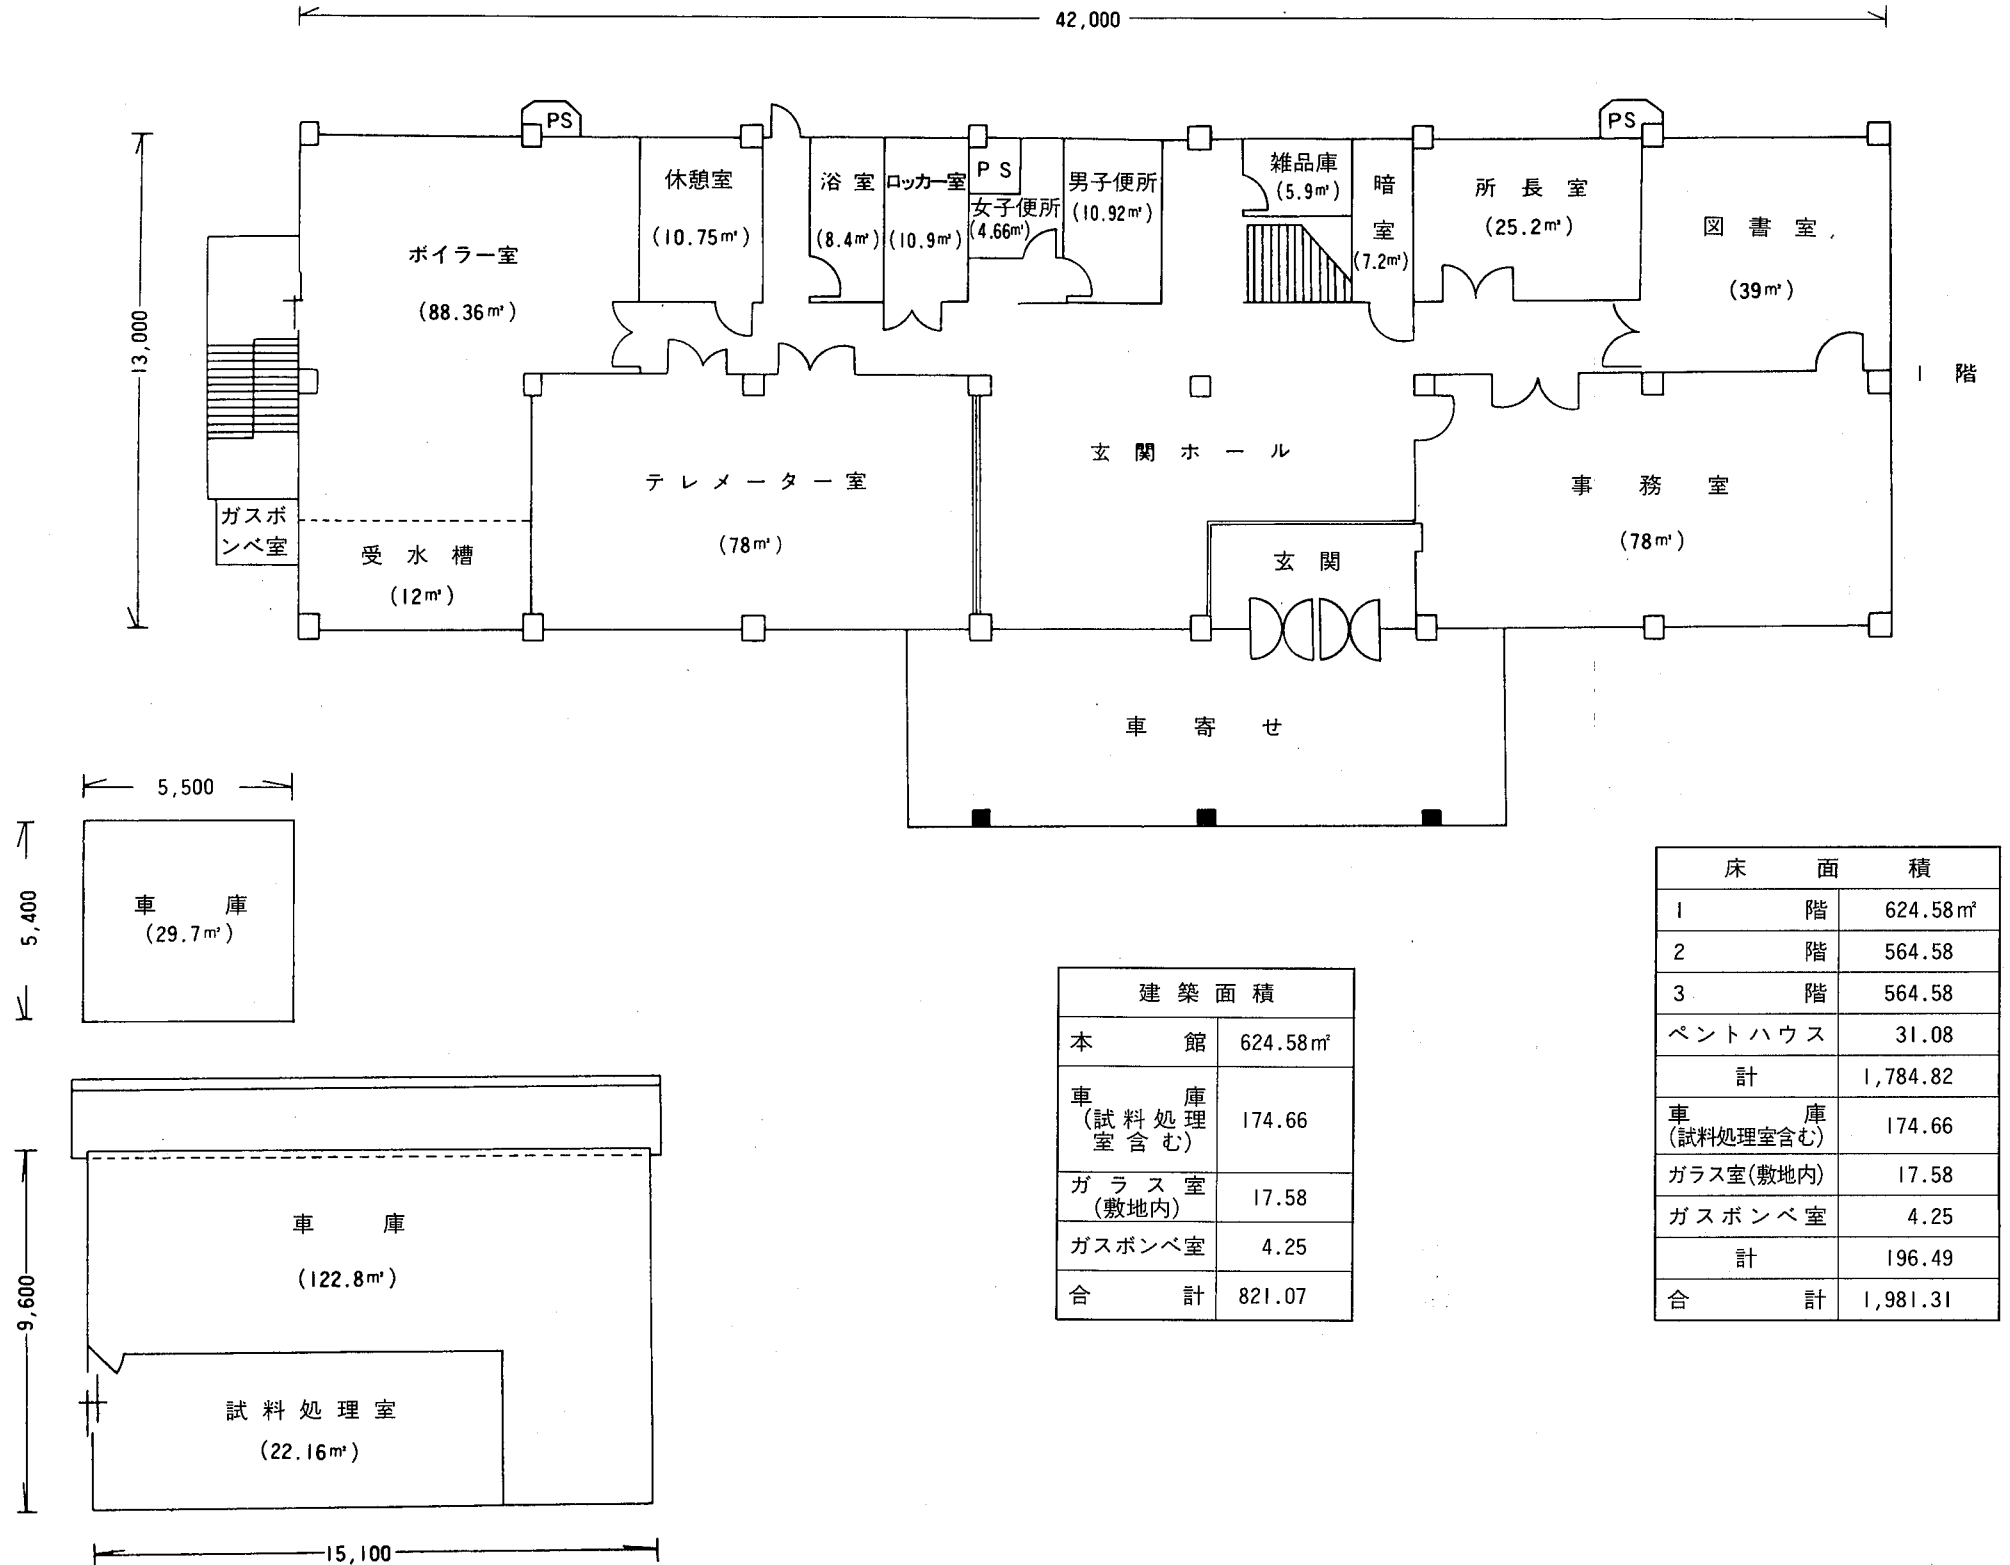 42,000
13,000
PS
PS
ボイラー室
(88.36㎡)
休憩室
(10.75㎡)
浴室
(8.4㎡)
ロッカー室
(10.9㎡)
PS
女子便所
(4.66㎡)
男子便所
(10.92㎡)
雑品庫
(5.9㎡)
暗室
(7.2㎡)
所長室
(25.2㎡)
図書室
(39㎡)
1階
ガスボ
ンベ室
受水槽
(12㎡)
テレメーター室
(78㎡)
玄関ホール
玄関
事務室
(78㎡)
車寄せ
5,500
5,400
車庫
(29.7㎡)
9,600
車庫
(122.8㎡)
試料処理室
(22.16㎡)
15,100
建築面積
本館 624.58㎡
車庫
(試料処理
室含む) 174.66
ガラス室
(敷地内) 17.58
ガスボンベ室 4.25
合計 821.07
床面積
1階 624.58㎡
2階 564.58
3階 564.58
ペントハウス 31.08
計 1,784.82
車庫
(試料処理室含む) 174.66
ガラス室(敷地内) 17.58
ガスボンベ室 4.25
計 196.49
合計 1,981.31